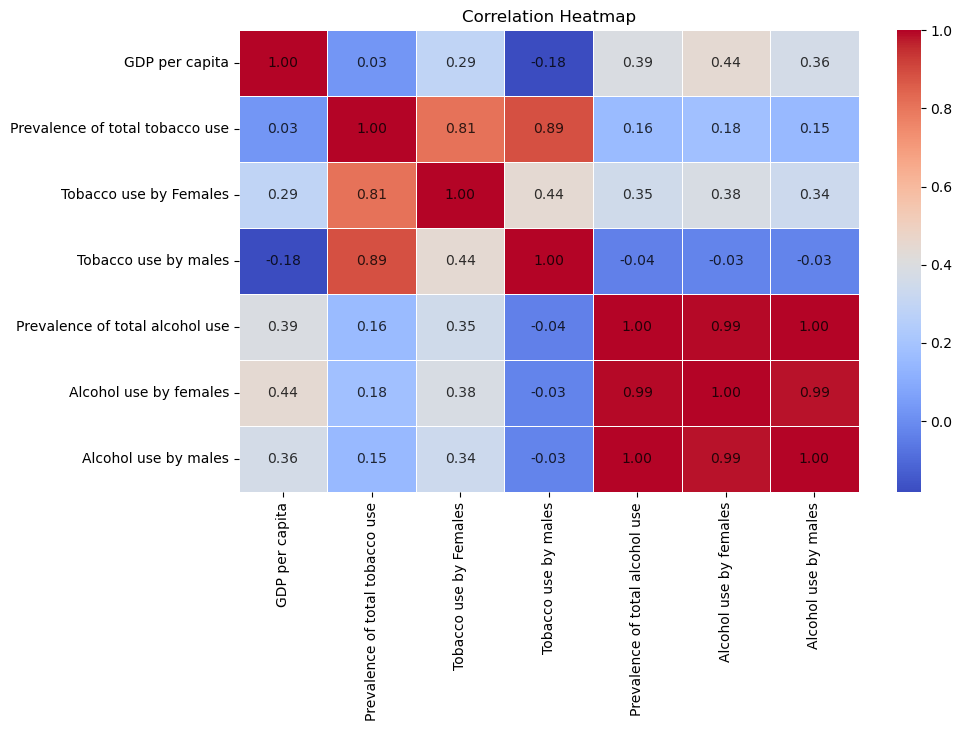 Correlation Heatmap
GDP per capita 1.00 0.03 0.29 -0.18 0.39 0.44 0.36
Prevalence of total tobacco use 0.03 1.00 0.81 0.89 0.16 0.18 0.15
Tobacco use by Females 0.29 0.81 1.00 0.44 0.35 0.38 0.34
Tobacco use by males -0.18 0.89 0.44 1.00 -0.04 -0.03 -0.03
Prevalence of total alcohol use 0.39 0.16 0.35 -0.04 1.00 0.99 1.00
Alcohol use by females 0.44 0.18 0.38 -0.03 0.99 1.00 0.99
Alcohol use by males 0.36 0.15 0.34 -0.03 1.00 0.99 1.00
GDP per capita
Prevalence of total tobacco use
Tobacco use by Females
Tobacco use by males
Prevalence of total alcohol use
Alcohol use by females
Alcohol use by males
1.0
0.8
0.6
0.4
0.2
0.0